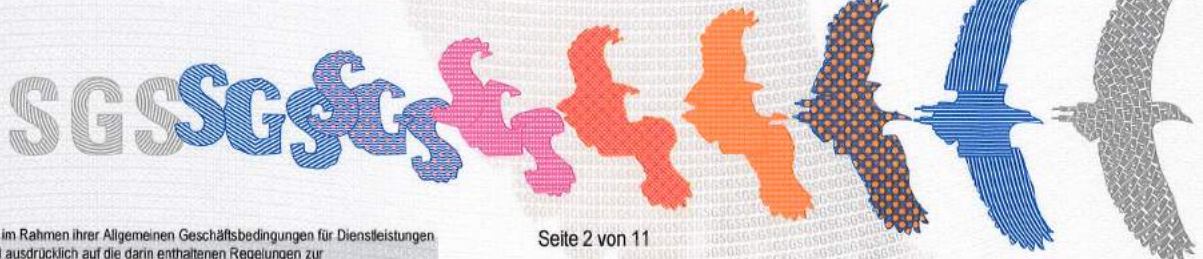 SGS SGS SGS
im Rahmen ihrer Allgemeinen Geschäftsbedingungen für Dienstleistungen
ausdrücklich auf die darin enthaltenen Regelungen zur
Seite 2 von 11